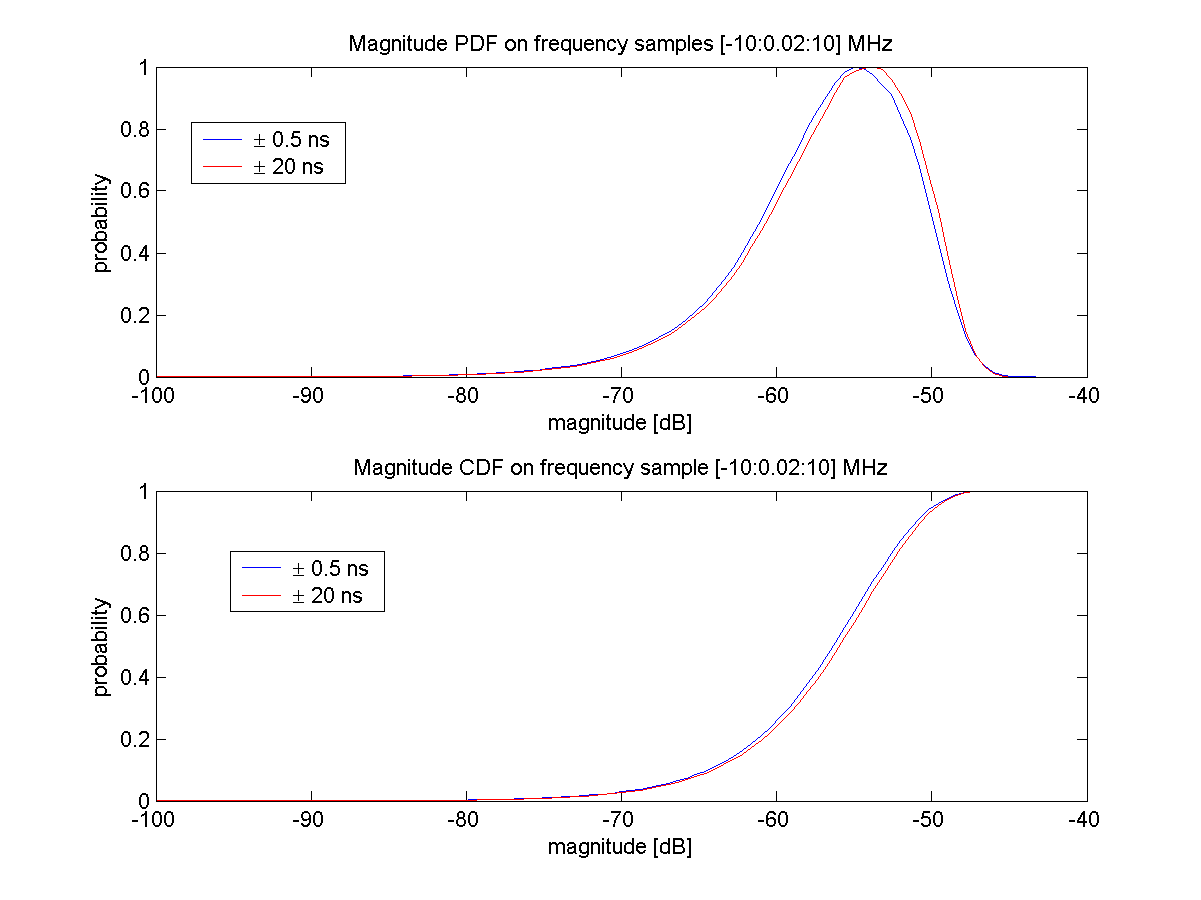 Magnitude PDF on frequency samples [-10:0.02:10] MHz
1
0.8
0.6
0.4
0.2
0
probability
± 0.5 ns
± 20 ns
-100 -90 -80 -70 -60 -50 -40
magnitude [dB]
Magnitude CDF on frequency sample [-10:0.02:10] MHz
1
0.8
0.6
0.4
0.2
0
probability
± 0.5 ns
± 20 ns
-100 -90 -80 -70 -60 -50 -40
magnitude [dB]